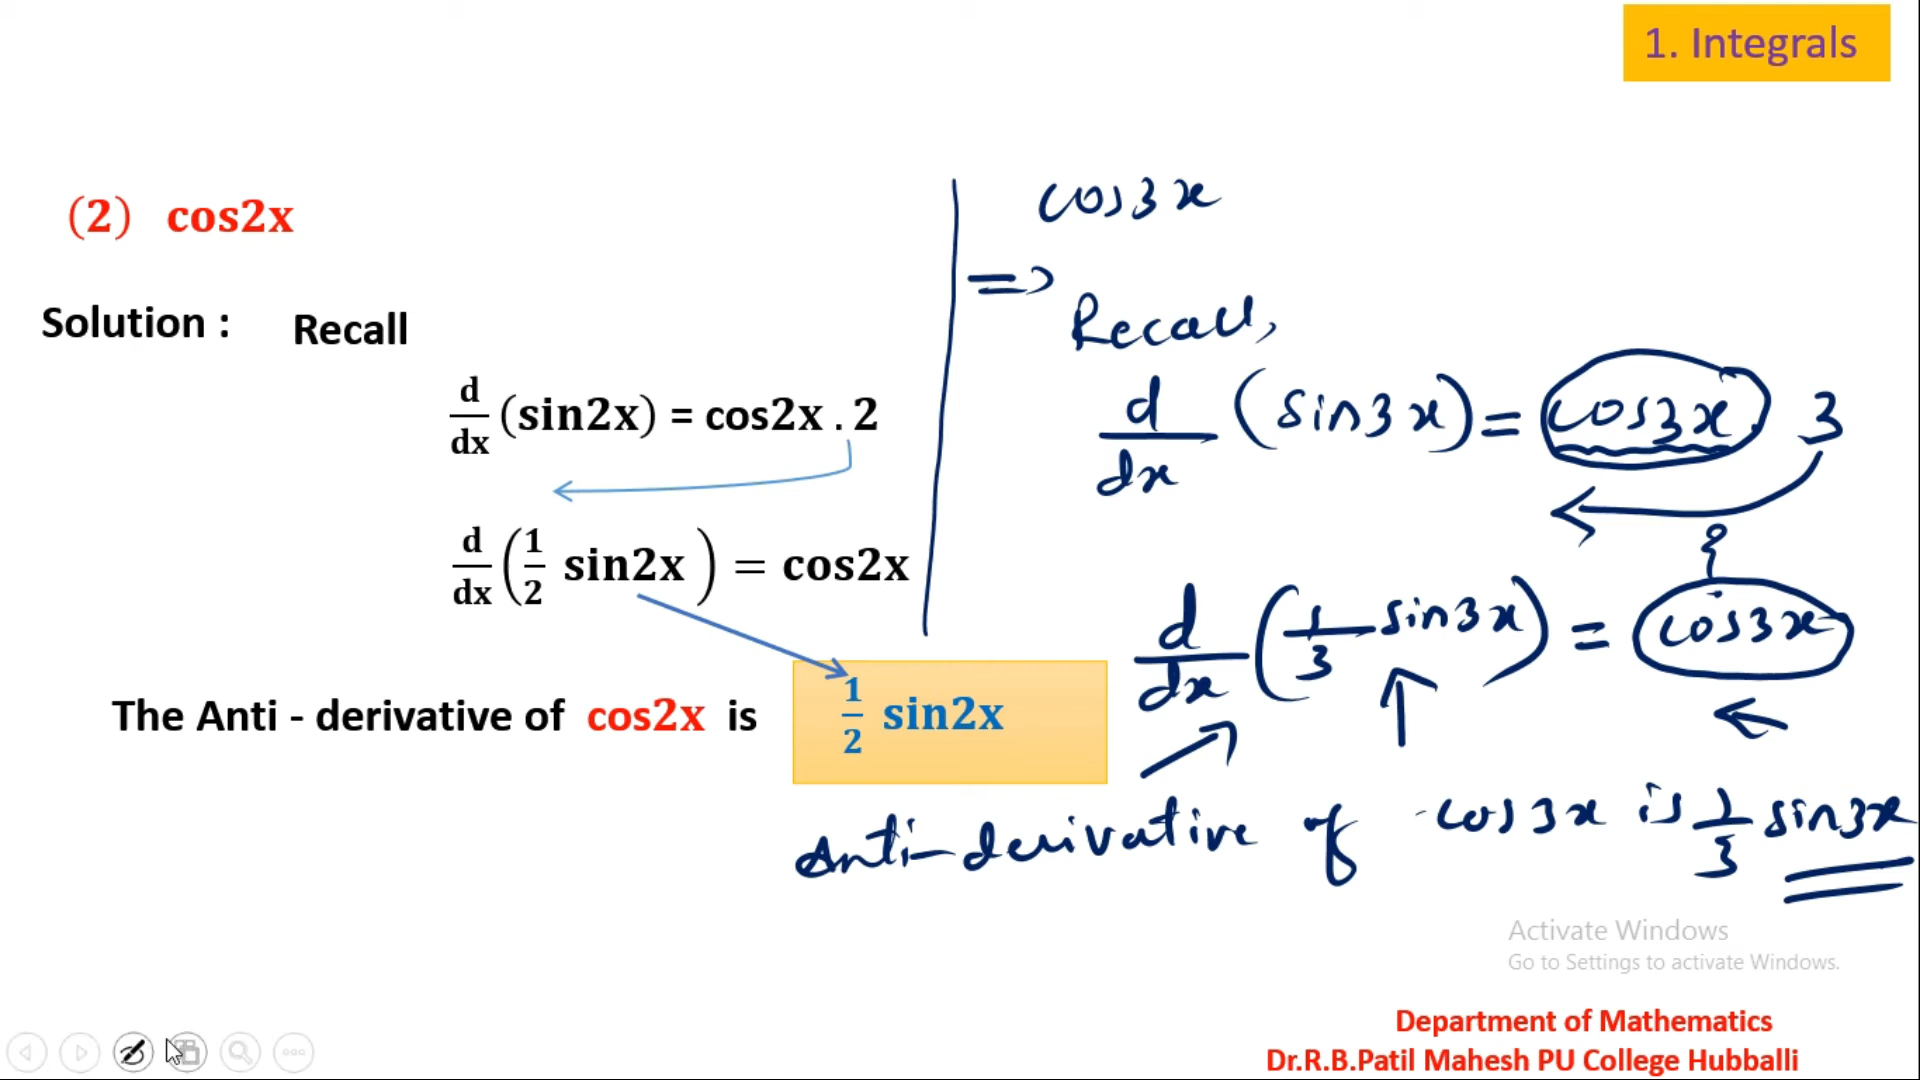 1. Integrals
(2) cos2x
Solution : Recall
d/dx (sin2x) = cos2x . 2
d/dx (1/2 sin2x) = cos2x
The Anti - derivative of cos2x is 1/2 sin2x
cos3x
=>
Recall,
d/dx (sin3x) = cos3x . 3
d/dx (1/3 sin3x) = cos3x
Anti-derivative of cos3x is 1/3 sin3x
Activate Windows
Go to Settings to activate Windows.
Department of Mathematics
Dr.R.B.Patil Mahesh PU College Hubballi